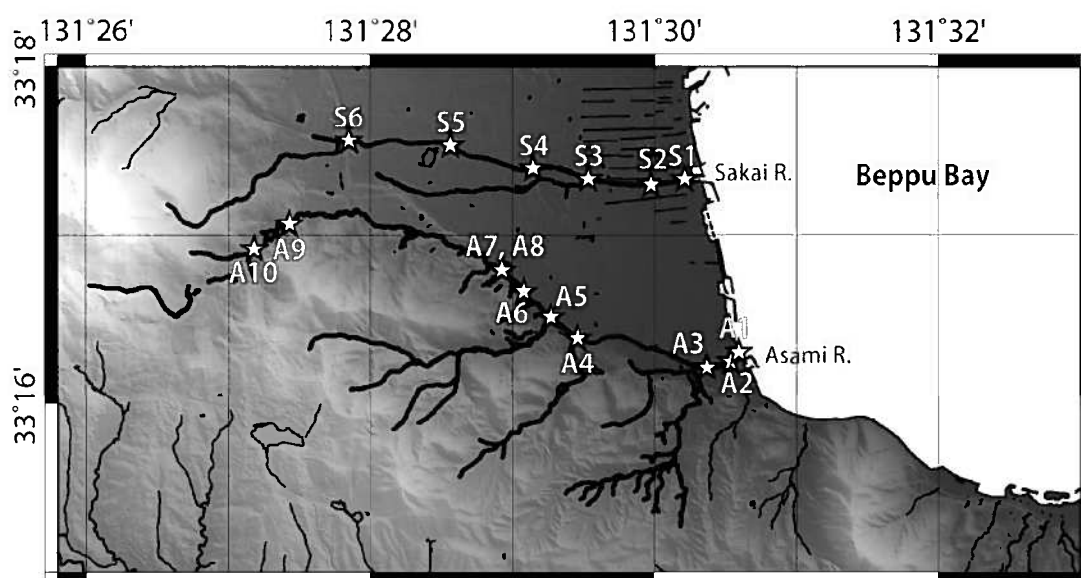 131°26' 131°28' 131°30' 131°32'
33°18'
S6 S5 S4 S3 S2 S1 Sakai R.
Beppu Bay
A10 A9 A7, A8
A6 A5
A4 A3 A1 Asami R.
A2
33°16'